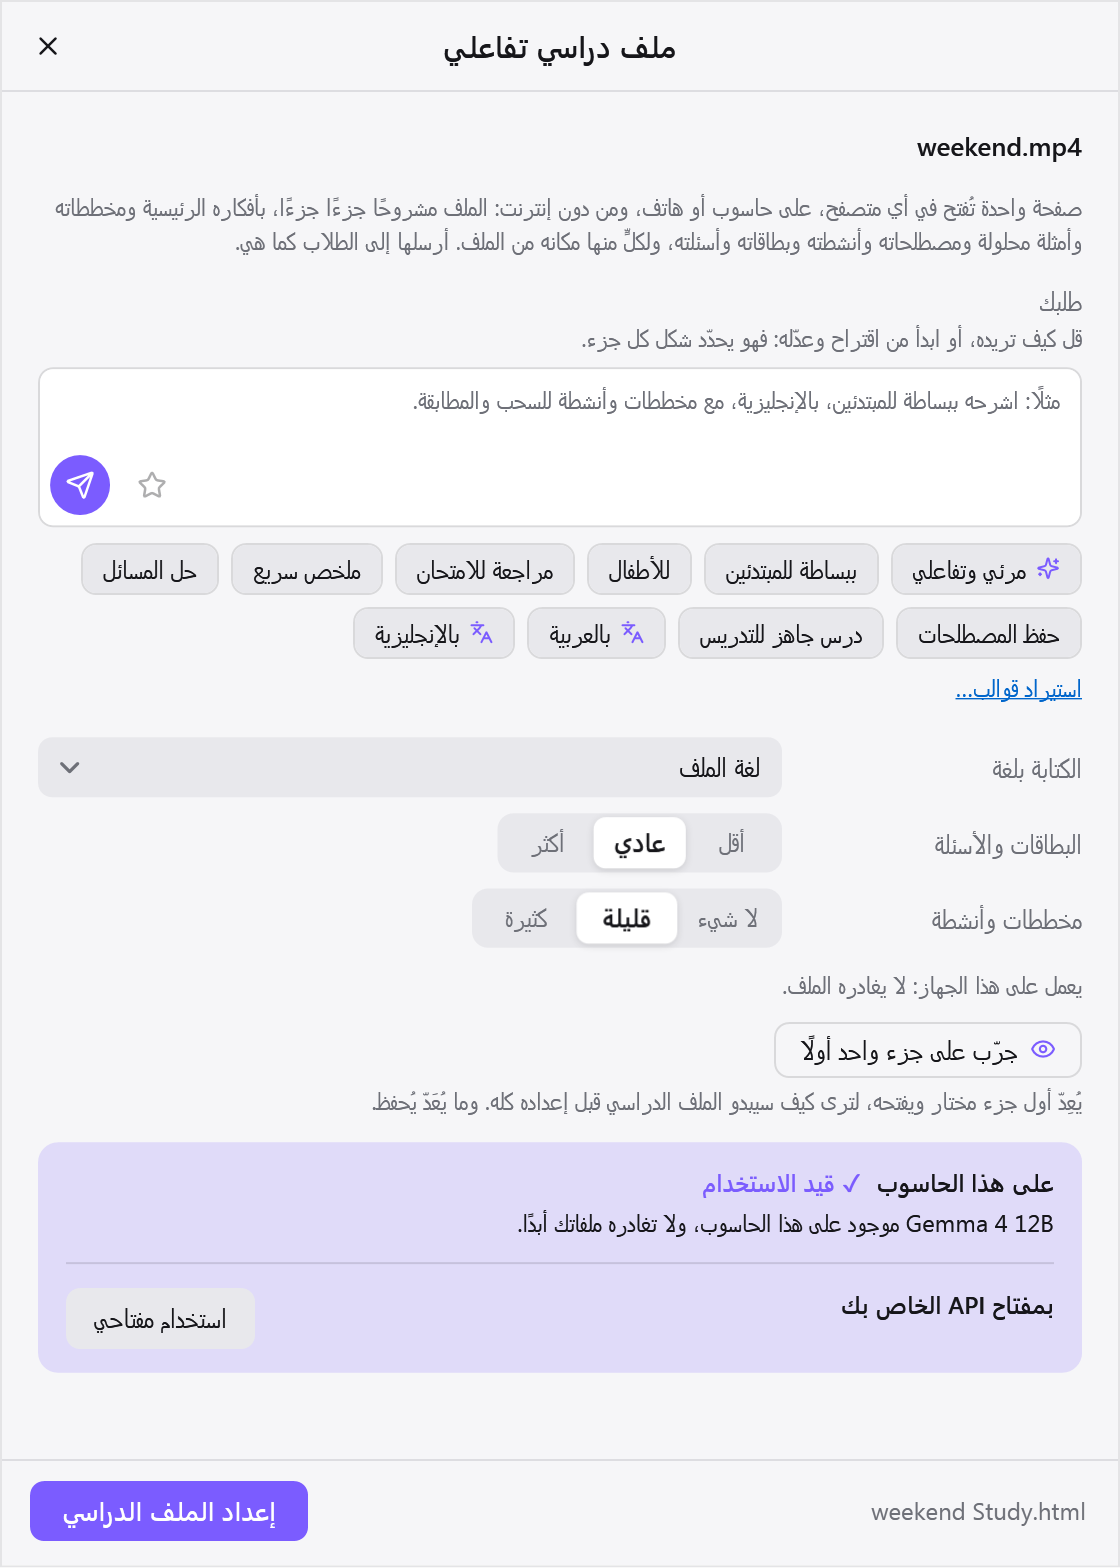 ملف دراسي تفاعلي
weekend.mp4
صفحة واحدة تُفتح في أي متصفح، على حاسوب أو هاتف، ومن دون إنترنت: الملف مشروحًا جزءًا جزءًا، بأفكاره الرئيسية ومخططاته
وأمثلة محلولة ومصطلحاته وأنشطته وبطاقاته وأسئلته، ولكلٍّ منها مكانه من الملف. أرسلها إلى الطلاب كما هي.
طلبك
قل كيف تريده، أو ابدأ من اقتراح وعدّله: فهو يحدّد شكل كل جزء.
مثلًا: اشرحه ببساطة للمبتدئين، بالإنجليزية، مع مخططات وأنشطة للسحب والمطابقة.
مرئي وتفاعلي ببساطة للمبتدئين للأطفال مراجعة للامتحان ملخص سريع حل المسائل
حفظ المصطلحات درس جاهز للتدريس بالعربية بالإنجليزية
استيراد قوالب...
الكتابة بلغة لغة الملف
البطاقات والأسئلة أقل عادي أكثر
مخططات وأنشطة لا شيء قليلة كثيرة
يعمل على هذا الجهاز: لا يغادره الملف.
جرّب على جزء واحد أولًا
يُعِدّ أول جزء مختار ويفتحه، لترى كيف سيبدو الملف الدراسي قبل إعداده كله. وما يُعَدّ يُحفظ.
على هذا الحاسوب ✓ قيد الاستخدام
Gemma 4 12B موجود على هذا الحاسوب، ولا تغادره ملفاتك أبدًا.
بمفتاح API الخاص بك استخدام مفتاحي
weekend Study.html إعداد الملف الدراسي